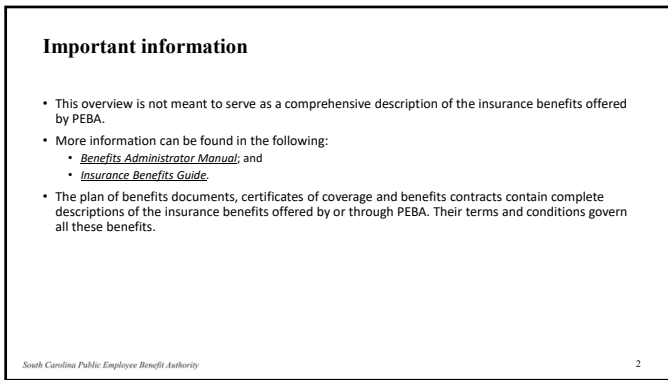 Important information
• This overview is not meant to serve as a comprehensive description of the insurance benefits offered
by PEBA.
• More information can be found in the following:
• Benefits Administrator Manual; and
• Insurance Benefits Guide.
• The plan of benefits documents, certificates of coverage and benefits contracts contain complete
descriptions of the insurance benefits offered by or through PEBA. Their terms and conditions govern
all these benefits.
South Carolina Public Employee Benefit Authority
2